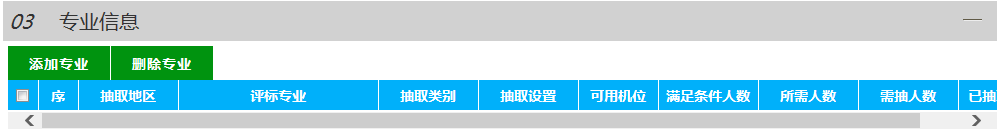 03 专业信息
添加专业 删除专业
序 抽取地区 评标专业 抽取类别 抽取设置 可用机位 满足条件人数 所需人数 需抽人数 已抽